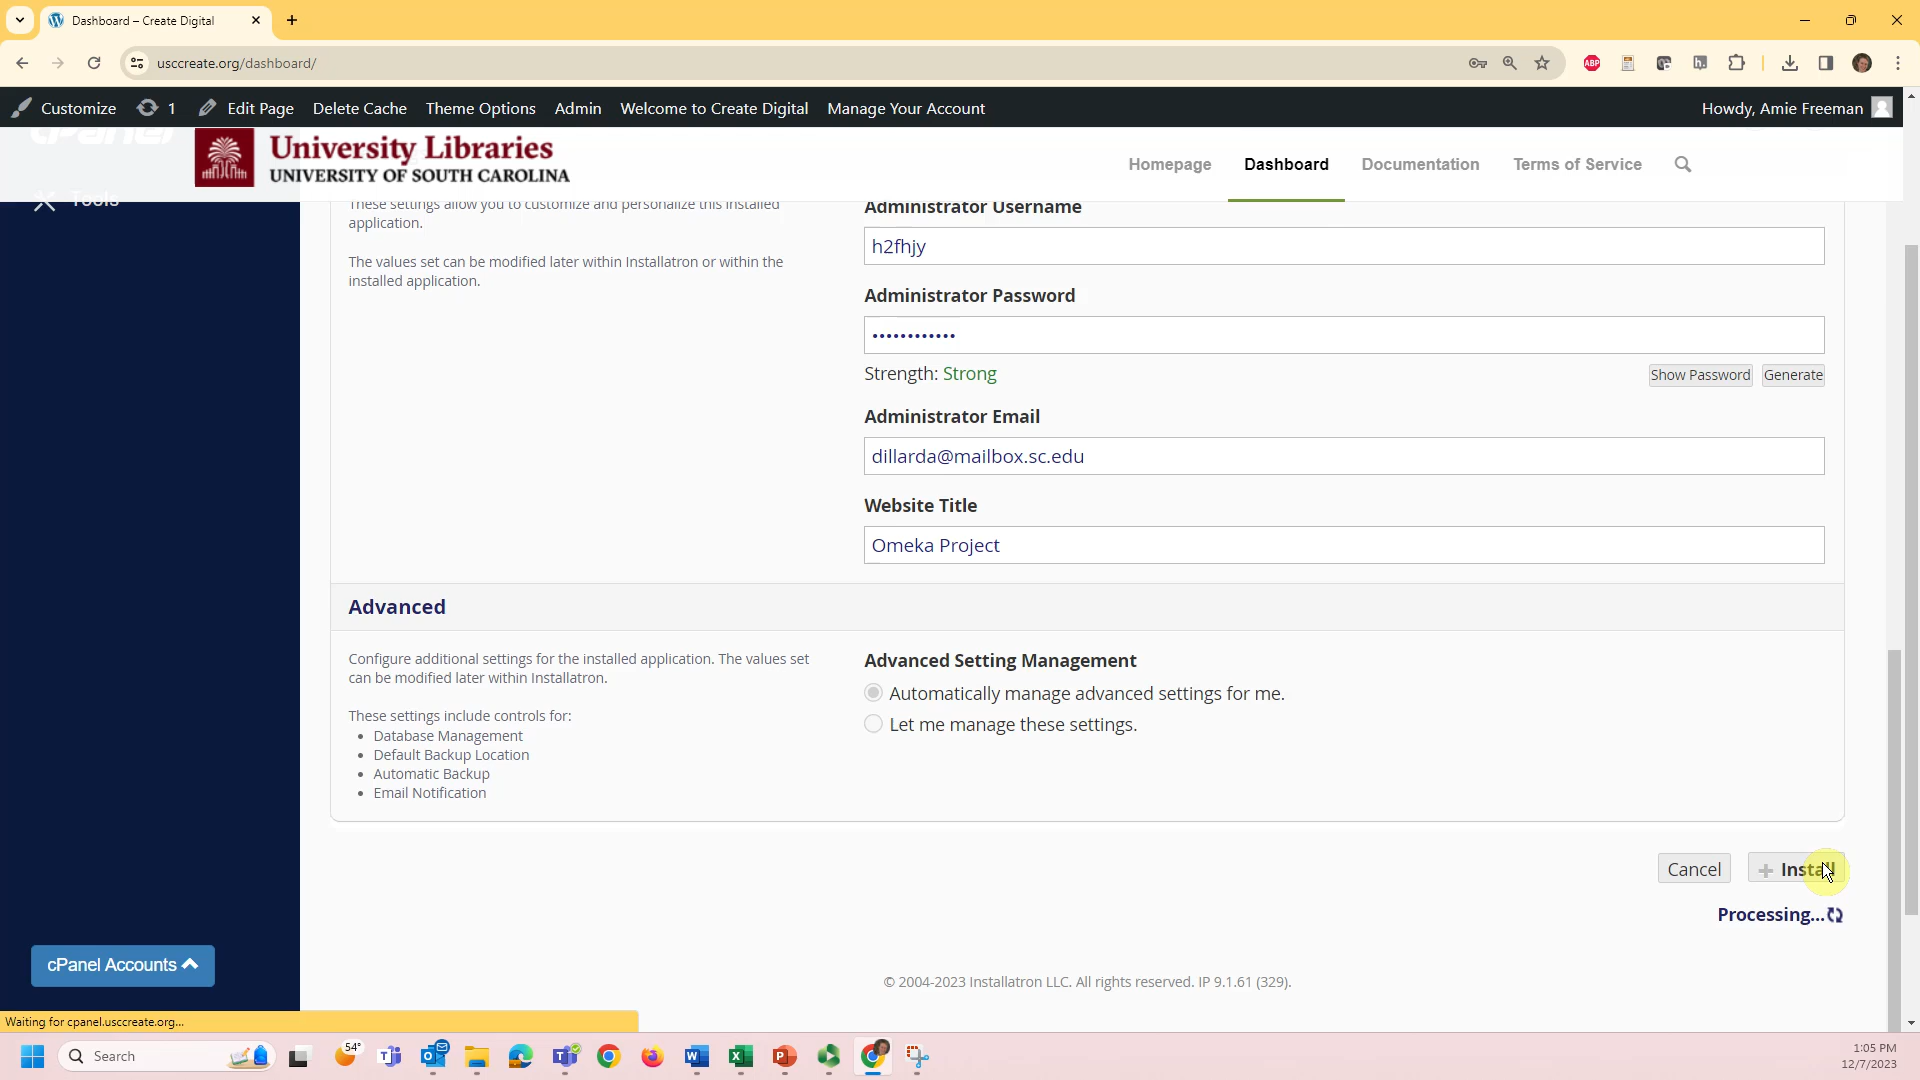 Dashboard – Create Digital
usccreate.org/dashboard/
Customize 1 Edit Page Delete Cache Theme Options Admin Welcome to Create Digital Manage Your Account Howdy, Amie Freeman
cPanel
University Libraries
UNIVERSITY OF SOUTH CAROLINA
Homepage Dashboard Documentation Terms of Service
Tools
These settings allow you to customize and personalize this installed
application.
The values set can be modified later within Installatron or within the
installed application.
Administrator Username
h2fhjy
Administrator Password
••••••••••••
Strength: Strong
Show Password Generate
Administrator Email
dillarda@mailbox.sc.edu
Website Title
Omeka Project
Advanced
Configure additional settings for the installed application. The values set
can be modified later within Installatron.
These settings include controls for:
• Database Management
• Default Backup Location
• Automatic Backup
• Email Notification
Advanced Setting Management
Automatically manage advanced settings for me.
Let me manage these settings.
Cancel + Install
Processing...
cPanel Accounts
© 2004-2023 Installatron LLC. All rights reserved. IP 9.1.61 (329).
Waiting for cpanel.usccreate.org...
Search
54°
1:05 PM
12/7/2023